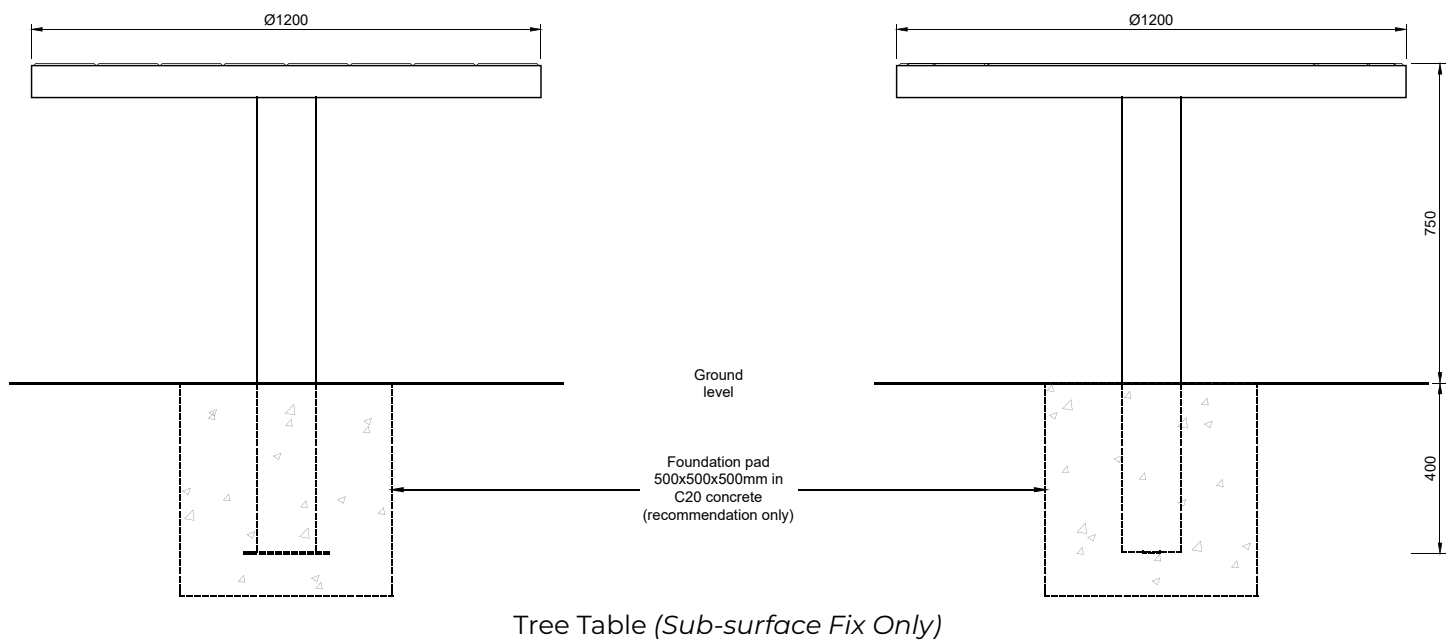 Ø1200
Ø1200
750
Ground
level
400
Foundation pad
500x500x500mm in
C20 concrete
(recommendation only)
Tree Table (Sub-surface Fix Only)